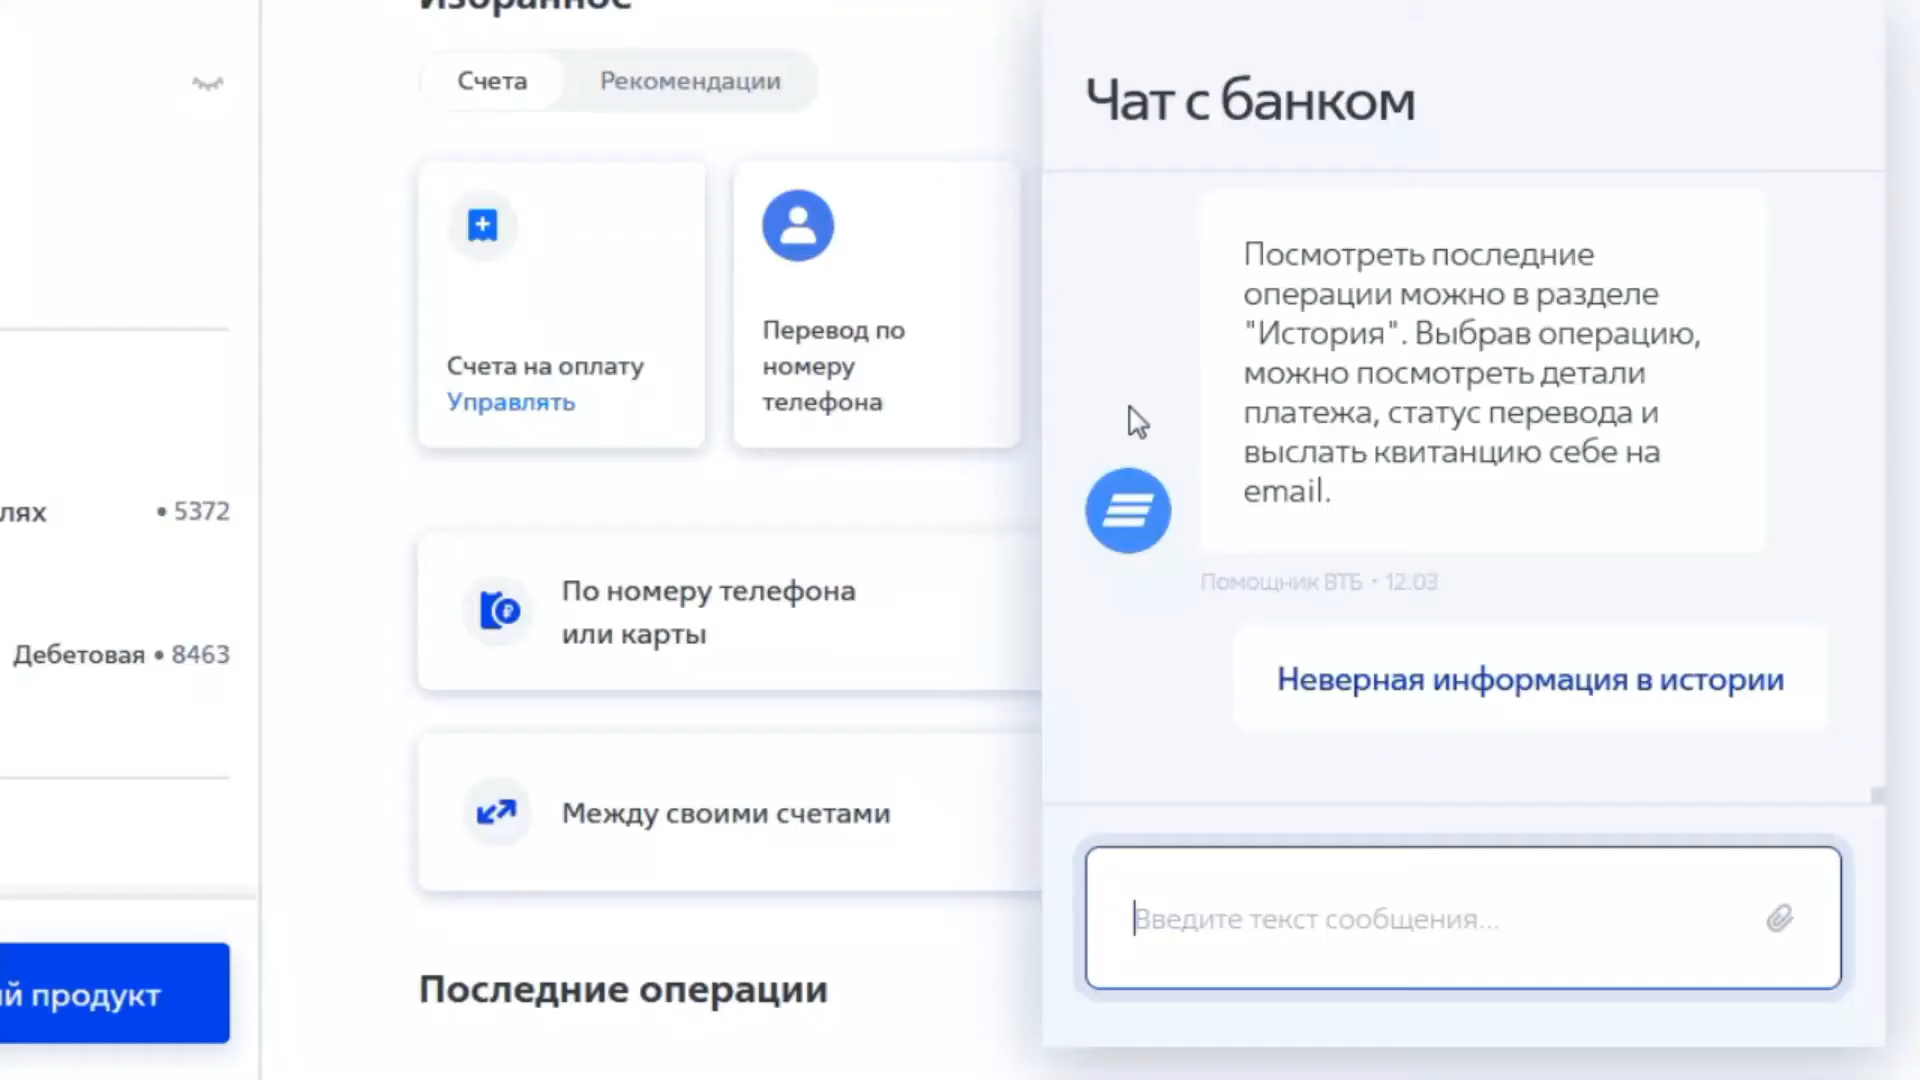 Избранное
Счета
Рекомендации
Счета на оплату
Управлять
Перевод по
номеру
телефона
• 5372
Дебетовая • 8463
По номеру телефона
или карты
Между своими счетами
продукт
Последние операции
Чат с банком
Посмотреть последние
операции можно в разделе
"История". Выбрав операцию,
можно посмотреть детали
платежа, статус перевода и
выслать квитанцию себе на
email.
Помощник ВТБ • 12.03
Неверная информация в истории
Введите текст сообщения...